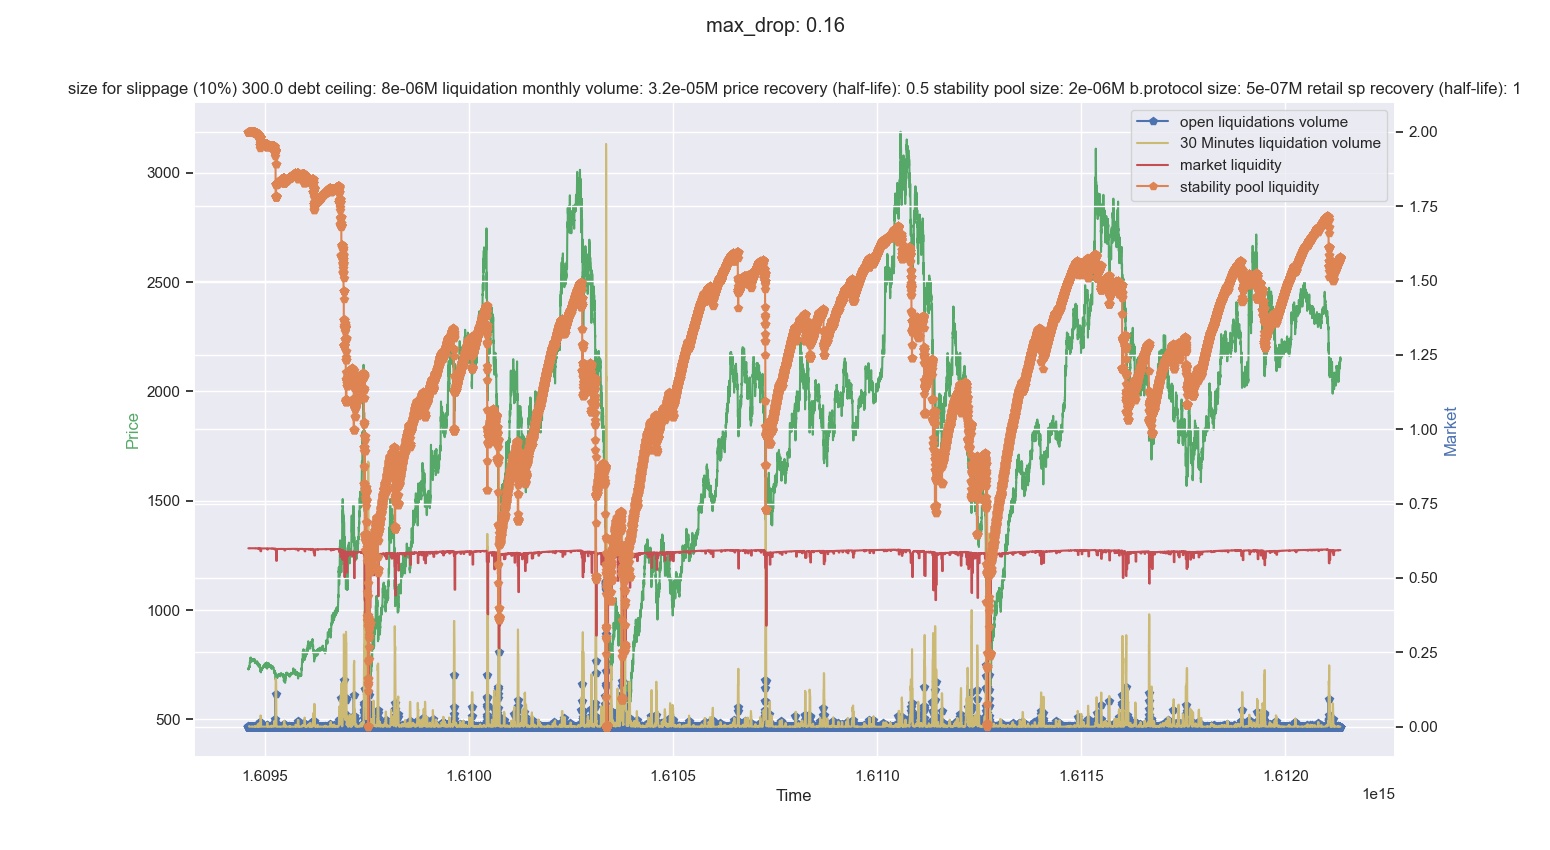 max_drop: 0.16
size for slippage (10%) 300.0 debt ceiling: 8e-06M liquidation monthly volume: 3.2e-05M price recovery (half-life): 0.5 stability pool size: 2e-06M b.protocol size: 5e-07M retail sp recovery (half-life): 1
open liquidations volume
30 Minutes liquidation volume
market liquidity
stability pool liquidity
3000
2500
2000
1500
1000
500
Price
2.00
1.75
1.50
1.25
1.00
0.75
0.50
0.25
0.00
Market
1.6095 1.6100 1.6105 1.6110 1.6115 1.6120
Time
1e15